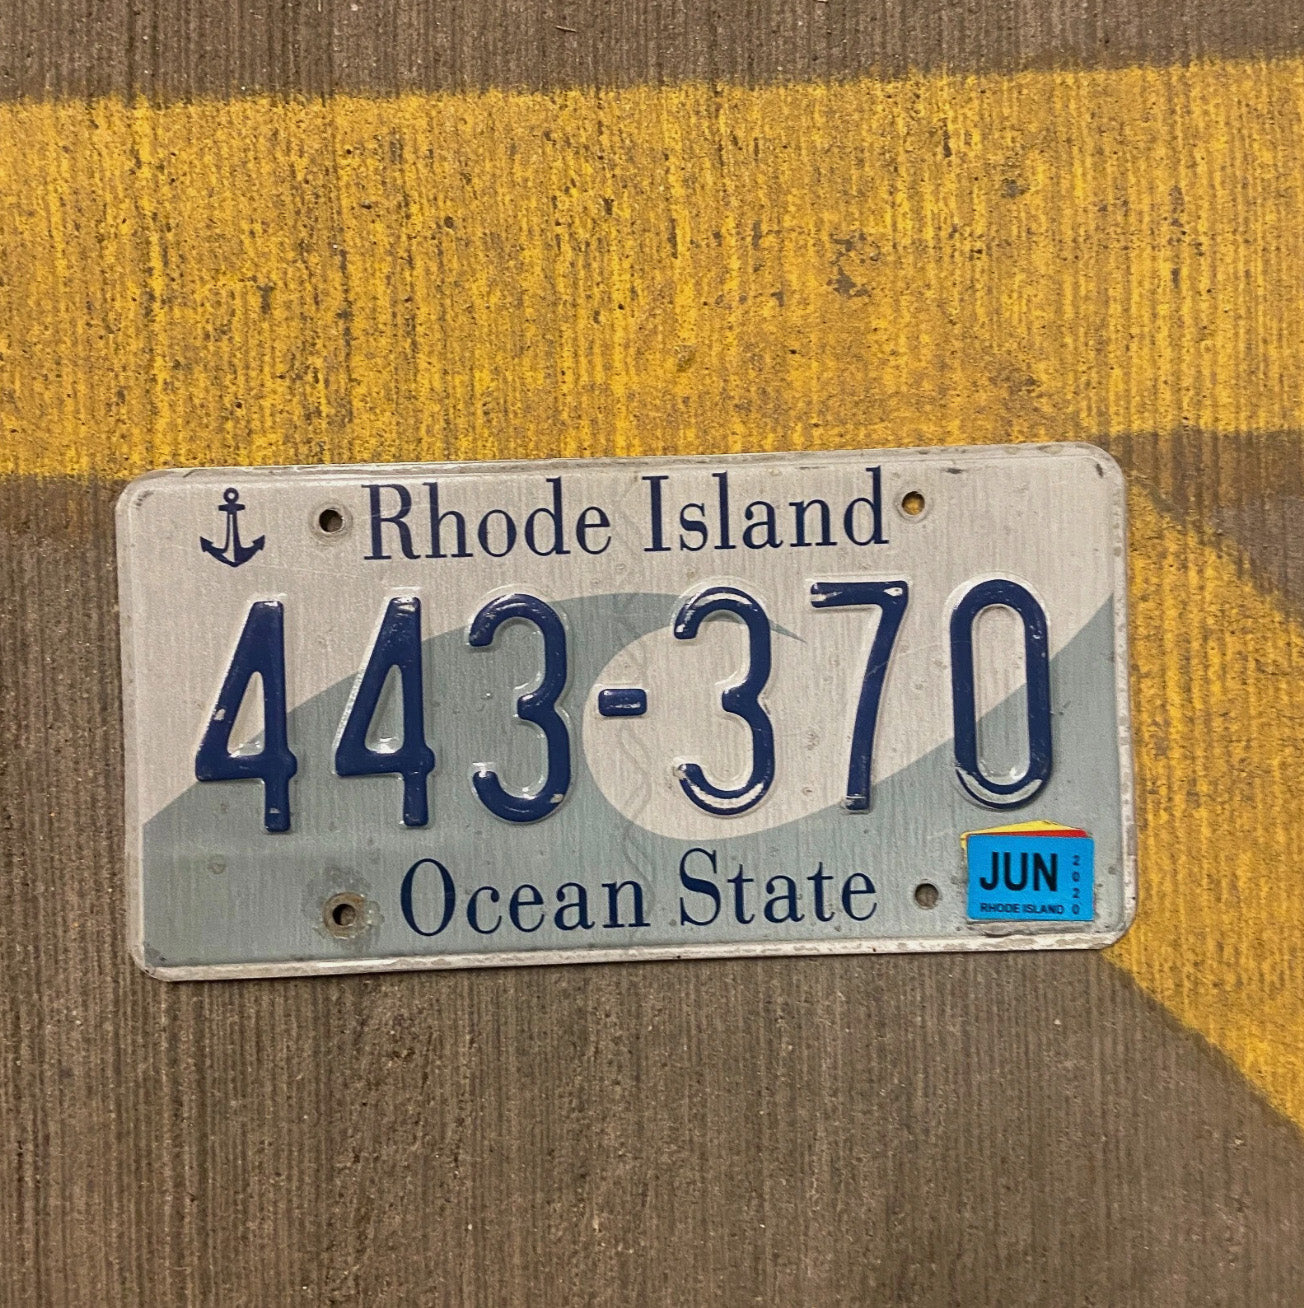 Rhode Island
443-370
Ocean State
JUN
2020
RHODE ISLAND